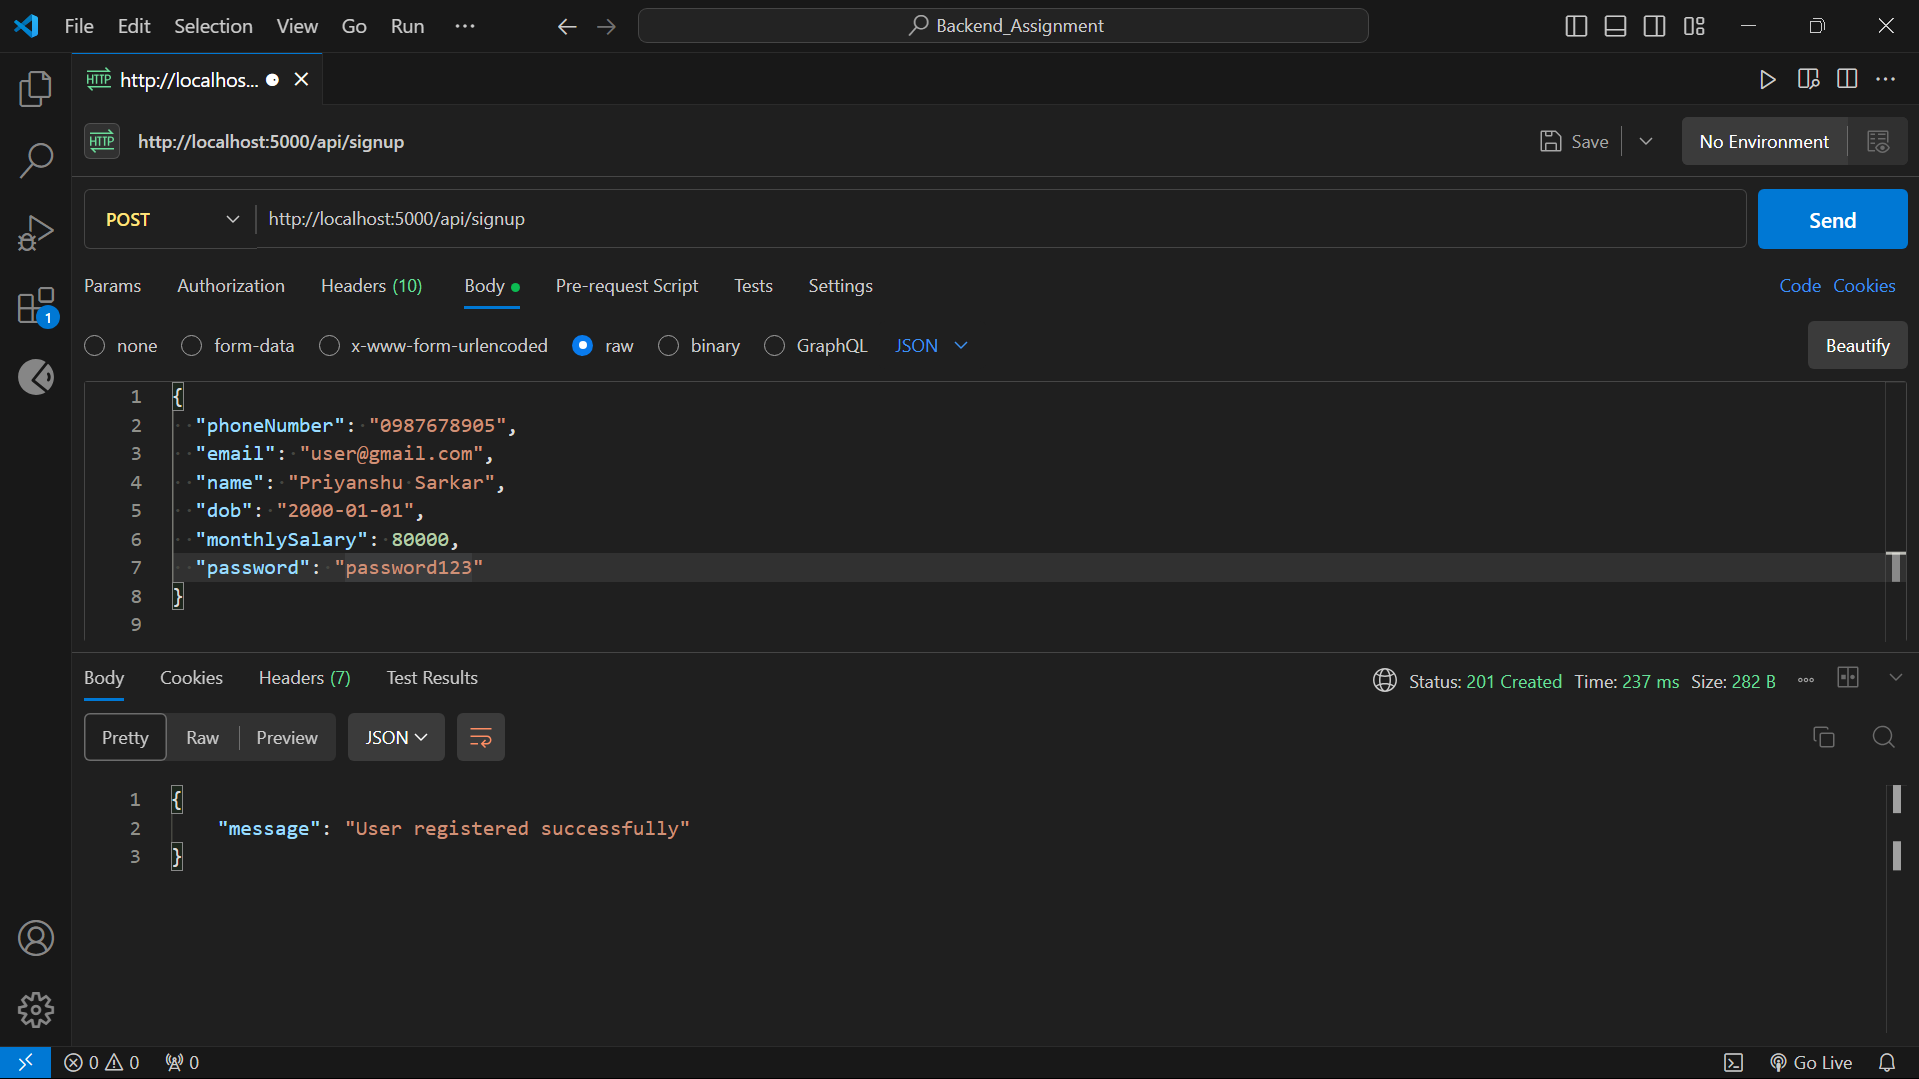 File Edit Selection View Go Run ··· Backend_Assignment
HTTP http://localhos...
HTTP http://localhost:5000/api/signup Save No Environment
POST http://localhost:5000/api/signup Send
Params Authorization Headers (10) Body Pre-request Script Tests Settings Code Cookies
none form-data x-www-form-urlencoded raw binary GraphQL JSON Beautify
1 {
2 "phoneNumber": "0987678905",
3 "email": "user@gmail.com",
4 "name": "Priyanshu Sarkar",
5 "dob": "2000-01-01",
6 "monthlySalary": 80000,
7 "password": "password123"
8 }
9
1
Body Cookies Headers (7) Test Results Status: 201 Created Time: 237 ms Size: 282 B
Pretty Raw Preview JSON
1 {
2 "message": "User registered successfully"
3 }
0 0 0 Go Live